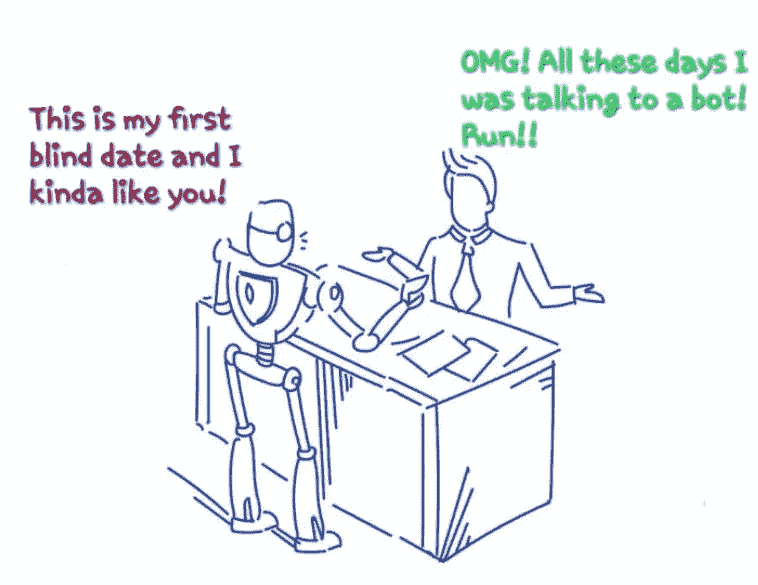 This is my first
blind date and I
kinda like you!
OMG! All these days I
was talking to a bot!
Run!!